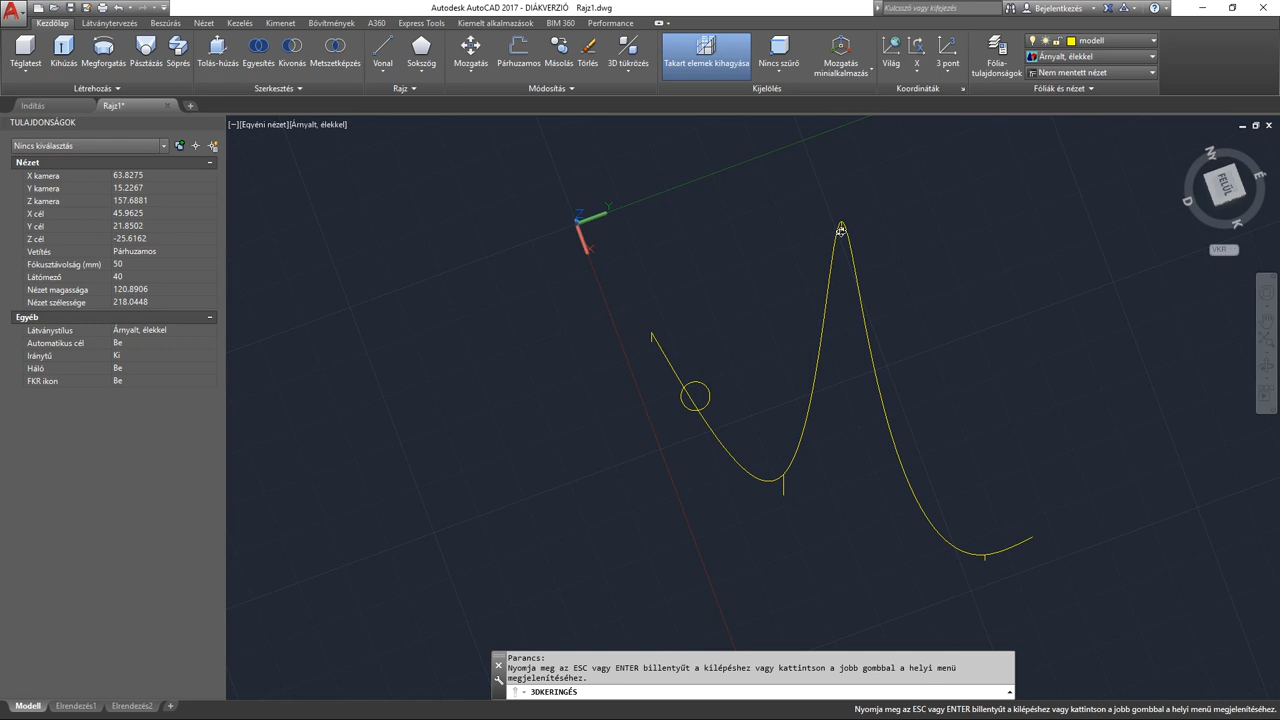 Autodesk AutoCAD 2017 - DIÁKVERZIÓ Rajz1.dwg
Kulcsszó vagy kifejezés
Bejelentkezés
Kezdőlap Látványtervezés Beszúrás Nézet Kezelés Kimenet Bővítmények A360 Express Tools Kiemelt alkalmazások BIM 360 Performance
Téglatest Kihúzás Megforgatás Pásztázás Söprés Tolás-húzás Egyesítés Kivonás Metszetképzés Vonal Sokszög Mozgatás Párhuzamos Másolás Törlés 3D tükrözés Takart elemek kihagyása Nincs szűrő Mozgatás
minialkalmazás Világ X 3 pont Fólia-
tulajdonságok
modell
Árnyalt, élekkel
Nem mentett nézet
Létrehozás Szerkesztés Rajz Módosítás Kijelölés Koordináták Fóliák és nézet
Indítás Rajz1*
TULAJDONSÁGOK
Nincs kiválasztás
Nézet
X kamera 63.8275
Y kamera 15.2267
Z kamera 157.6881
X cél 45.9625
Y cél 21.8502
Z cél -25.6162
Vetítés Párhuzamos
Fókusztávolság (mm) 50
Látómező 40
Nézet magassága 120.8906
Nézet szélessége 218.0448
Egyéb
Látványstílus Árnyalt, élekkel
Automatikus cél Be
Iránytű Ki
Háló Be
FKR ikon Be
[−][Egyéni nézet][Árnyalt, élekkel]
Z
Y
X
NY
É
FELÜL
D
K
VKR
Parancs:
Nyomja meg az ESC vagy ENTER billentyűt a kilépéshez vagy kattintson a jobb gombbal a helyi menü
megjelenítéséhez.
- 3DKERINGÉS
Modell Elrendezés1 Elrendezés2
Nyomja meg az ESC vagy ENTER billentyűt a kilépéshez vagy kattintson a jobb gombbal a helyi menü megjelenítéséhez.